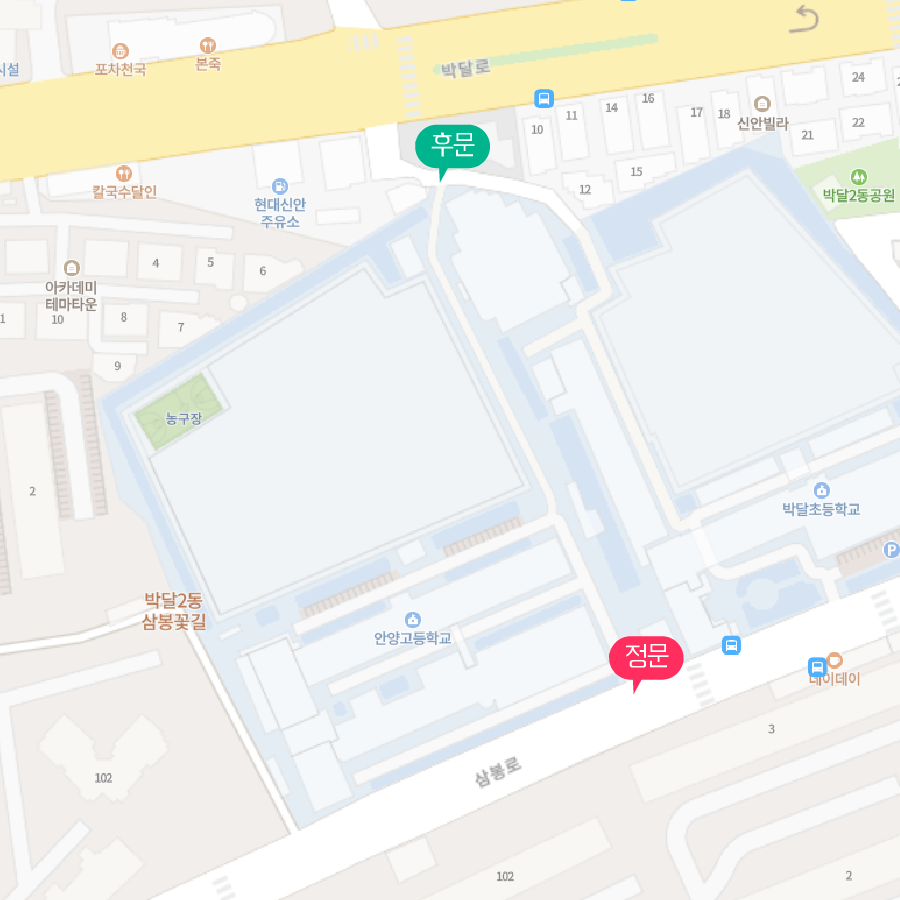 시설
포차천국
본죽
박달로
24
16
14
11
17
18
10
신안빌라
22
21
후문
칼국수달인
15
12
박달2동공원
현대신안
주유소
4
5
6
아카데미
테마타운
1
10
8
7
9
농구장
2
박달초등학교
P
박달2동
삼봉꽃길
안양고등학교
정문
데이데이
3
102
삼봉로
102
2